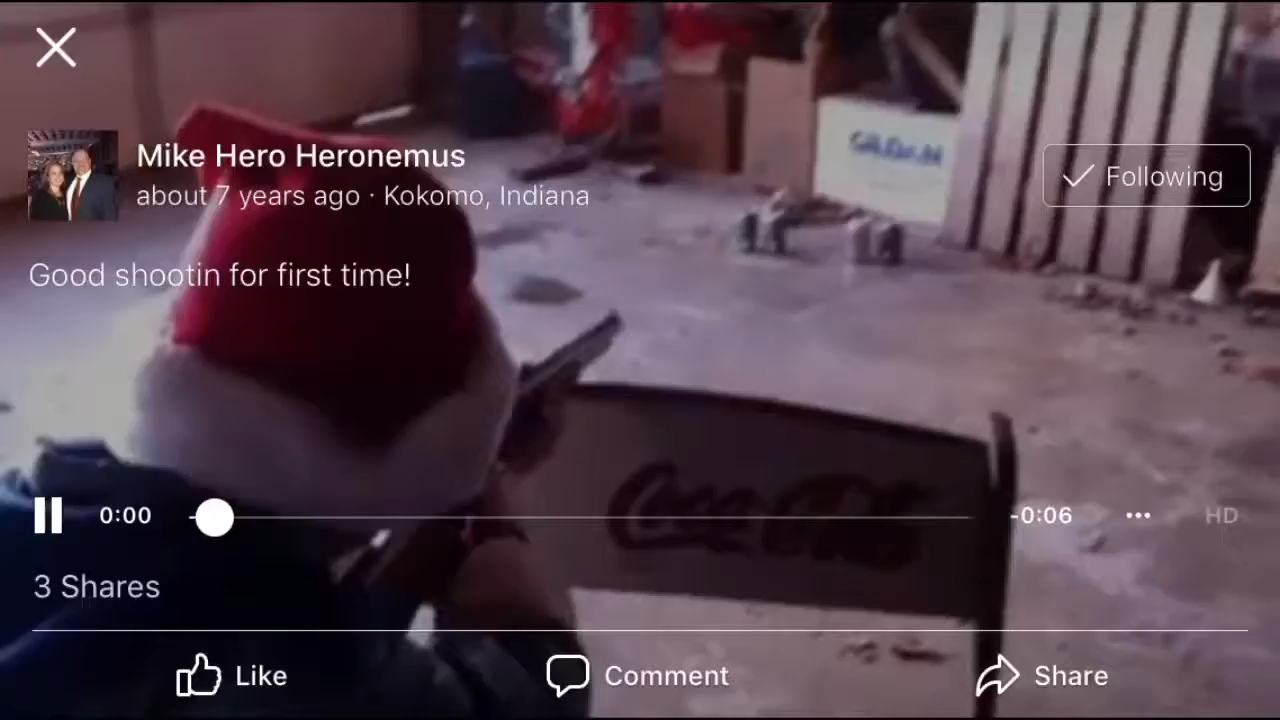 Mike Hero Heronemus
about 7 years ago · Kokomo, Indiana
Following
Good shootin for first time!
GILDAN
Coca-Cola
0:00
-0:06
HD
3 Shares
Like
Comment
Share